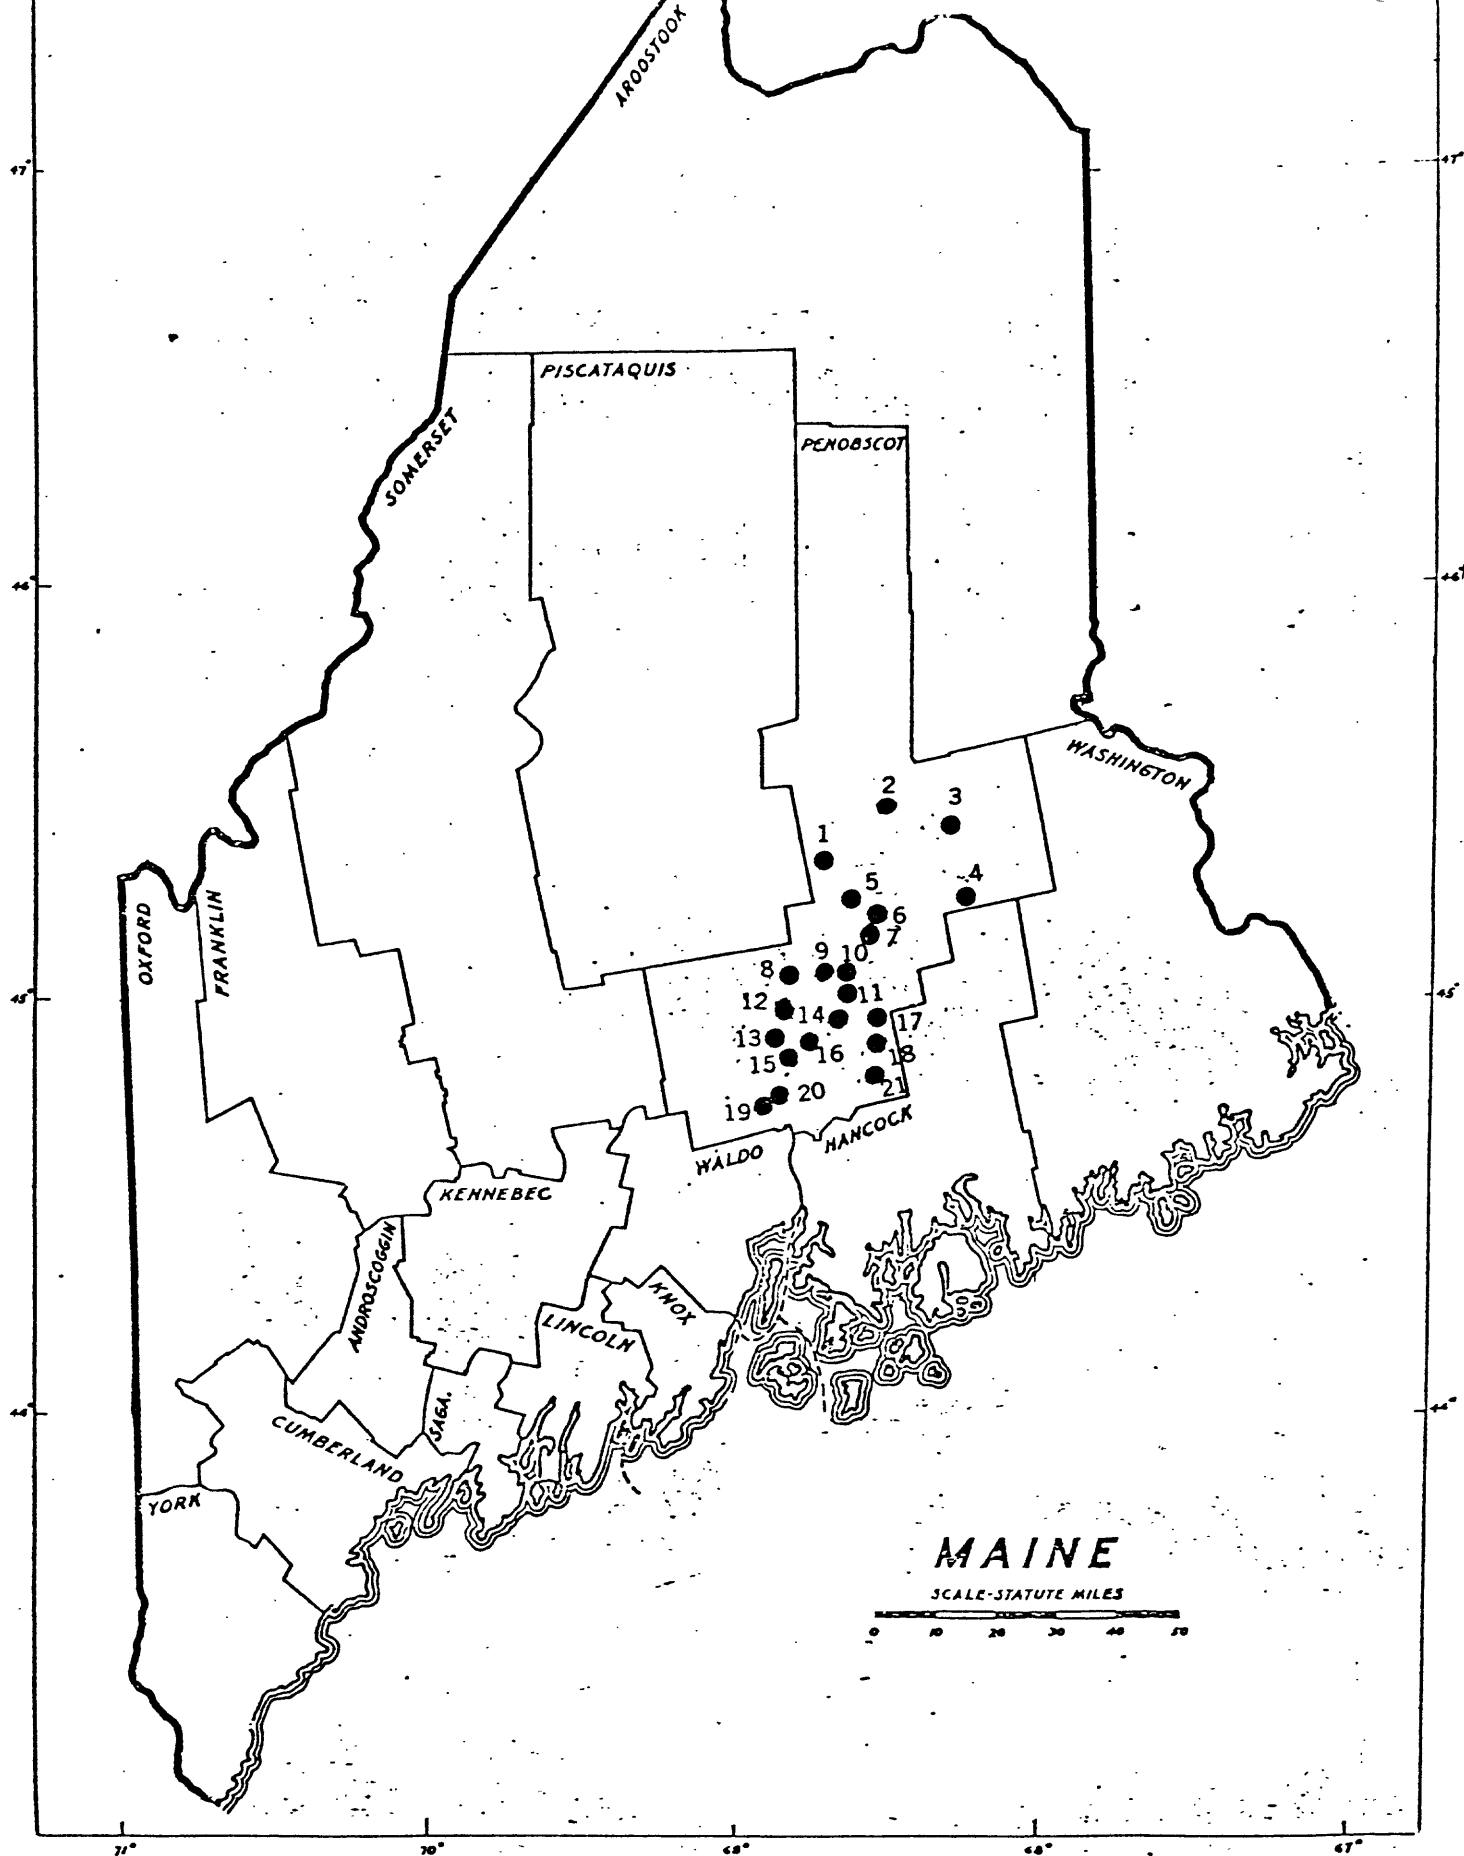 AROOSTOOK
47°
47°
PISCATAQUIS
SOMERSET
PENOBSCOT
46°
46°
WASHINGTON
2
3
1
5
4
6
7
OXFORD
FRANKLIN
9
10
8
11
45°
45°
12
14
17
13
16
18
15
20
21
19
HANCOCK
WALDO
KENNEBEC
ANDROSCOGGIN
KNOX
LINCOLN
SAGA.
44°
44°
CUMBERLAND
YORK
MAINE
SCALE-STATUTE MILES
0 10 20 30 40 50
71° 70° 69° 68° 67°